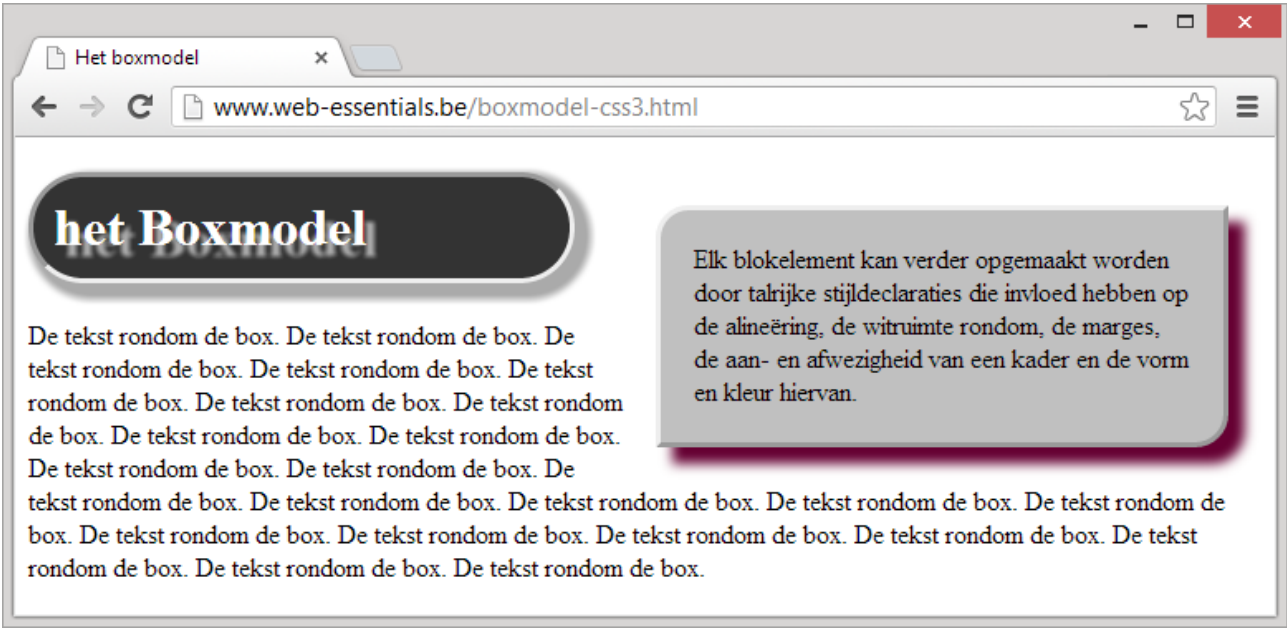 Het boxmodel
www.web-essentials.be/boxmodel-css3.html
het Boxmodel
Elk blokelement kan verder opgemaakt worden
door talrijke stijldeclaraties die invloed hebben op
de alineëring, de witruimte rondom, de marges,
de aan- en afwezigheid van een kader en de vorm
en kleur hiervan.
De tekst rondom de box. De tekst rondom de box. De
tekst rondom de box. De tekst rondom de box. De tekst
rondom de box. De tekst rondom de box. De tekst rondom
de box. De tekst rondom de box. De tekst rondom de box.
De tekst rondom de box. De tekst rondom de box. De
tekst rondom de box. De tekst rondom de box. De tekst rondom de box. De tekst rondom de box. De tekst rondom de
box. De tekst rondom de box. De tekst rondom de box. De tekst rondom de box. De tekst rondom de box. De tekst
rondom de box. De tekst rondom de box. De tekst rondom de box.